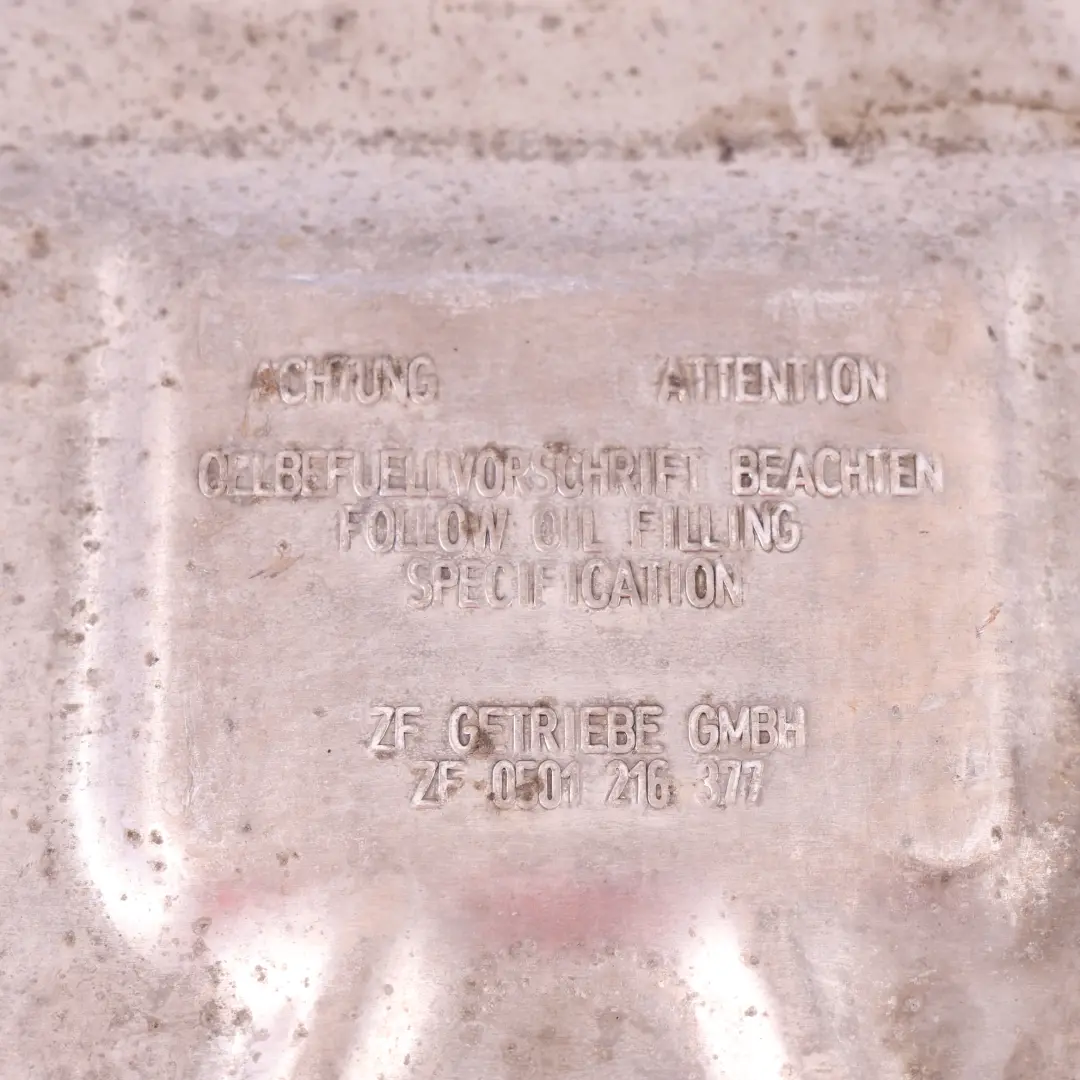 ACHTUNG ATTENTION
OELBEFUELLVORSCHRIFT BEACHTEN
FOLLOW OIL FILLING
SPECIFICATION
ZF GETRIEBE GMBH
ZF 0501 216 377